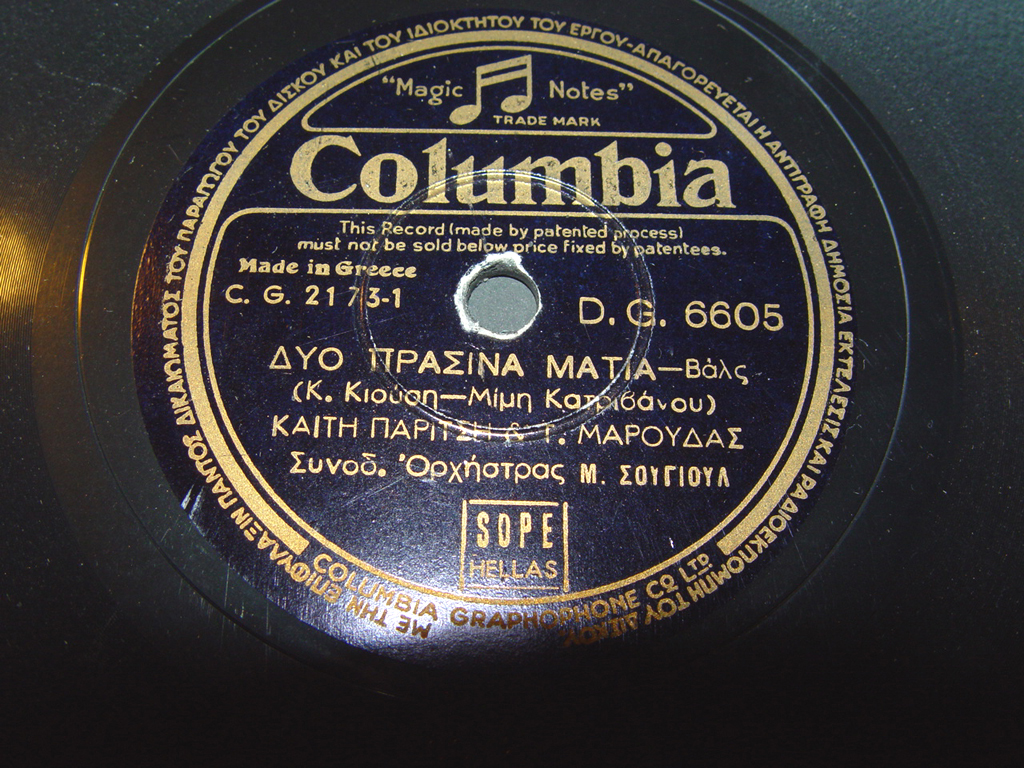 ΜΕ ΤΗΝ ΕΠΙΦΥΛΑΞΙΝ ΠΑΝΤΟΣ ΔΙΚΑΙΩΜΑΤΟΣ ΤΟΥ ΠΑΡΑΓΩΓΟΥ ΤΟΥ ΔΙΣΚΟΥ ΚΑΙ ΤΟΥ ΙΔΙΟΚΤΗΤΟΥ ΤΟΥ ΕΡΓΟΥ-ΑΠΑΓΟΡΕΥΕΤΑΙ Η ΑΝΤΙΓΡΑΦΗ ΔΗΜΟΣΙΑ ΕΚΤΕΛΕΣΙΣ ΚΑΙ ΡΑΔΙΟΕΚΠΟΜΠΗ ΤΟΥ ΔΙΣΚΟΥ
"Magic Notes"
TRADE MARK
Columbia
This Record (made by patented process)
must not be sold below price fixed by patentees.
Made in Greece
C. G. 2173-1
D. G. 6605
ΔΥΟ ΠΡΑΣΙΝΑ ΜΑΤΙΑ—Βάλς
(Κ. Κιούση—Μίμη Κατριβάνου)
ΚΑΙΤΗ ΠΑΡΙΤΣΗ & Τ. ΜΑΡΟΥΔΑΣ
Συνοδ. Ὀρχήστρας Μ. ΣΟΥΓΙΟΥΛ
SOPE
HELLAS
COLUMBIA GRAPHOPHONE CO LTD